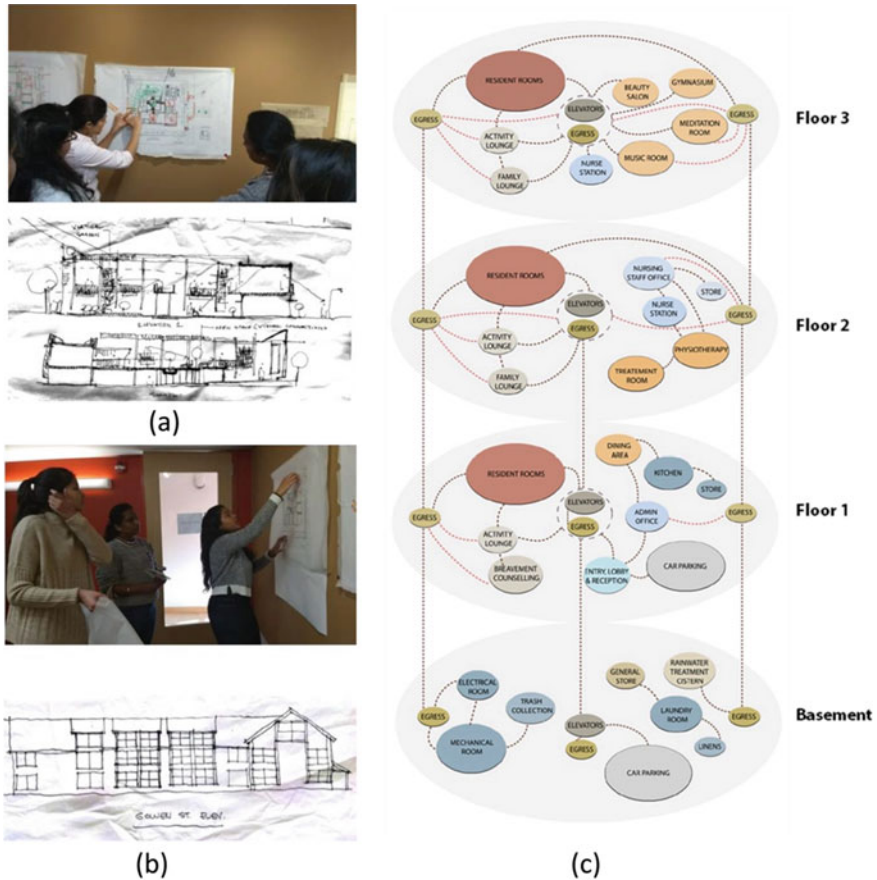 (a)
GOLDEN ST. ELEV.
(b)
RESIDENT ROOMS
BEAUTY
SALON
GYMNASIUM
ELEVATORS
EGRESS
EGRESS
MEDITATION
ROOM
EGRESS
ACTIVITY
LOUNGE
NURSE
STATION
MUSIC ROOM
FAMILY
LOUNGE
Floor 3
RESIDENT ROOMS
NURSING
STAFF OFFICE
STORE
ELEVATORS
EGRESS
EGRESS
NURSE
STATION
EGRESS
ACTIVITY
LOUNGE
PHYSIOTHERAPY
FAMILY
LOUNGE
TREATEMENT
ROOM
Floor 2
RESIDENT ROOMS
DINING
AREA
KITCHEN
STORE
ELEVATORS
EGRESS
EGRESS
ADMIN
OFFICE
EGRESS
ACTIVITY
LOUNGE
BREAVEMENT
COUNSELLING
ENTRY, LOBBY
& RECEPTION
CAR PARKING
Floor 1
ELECTRICAL
ROOM
TRASH
COLLECTION
EGRESS
MECHANICAL
ROOM
ELEVATORS
EGRESS
GENERAL
STORE
RAINWATER
TREATMENT
CISTERN
LAUNDRY
ROOM
EGRESS
LINENS
CAR PARKING
Basement
(c)